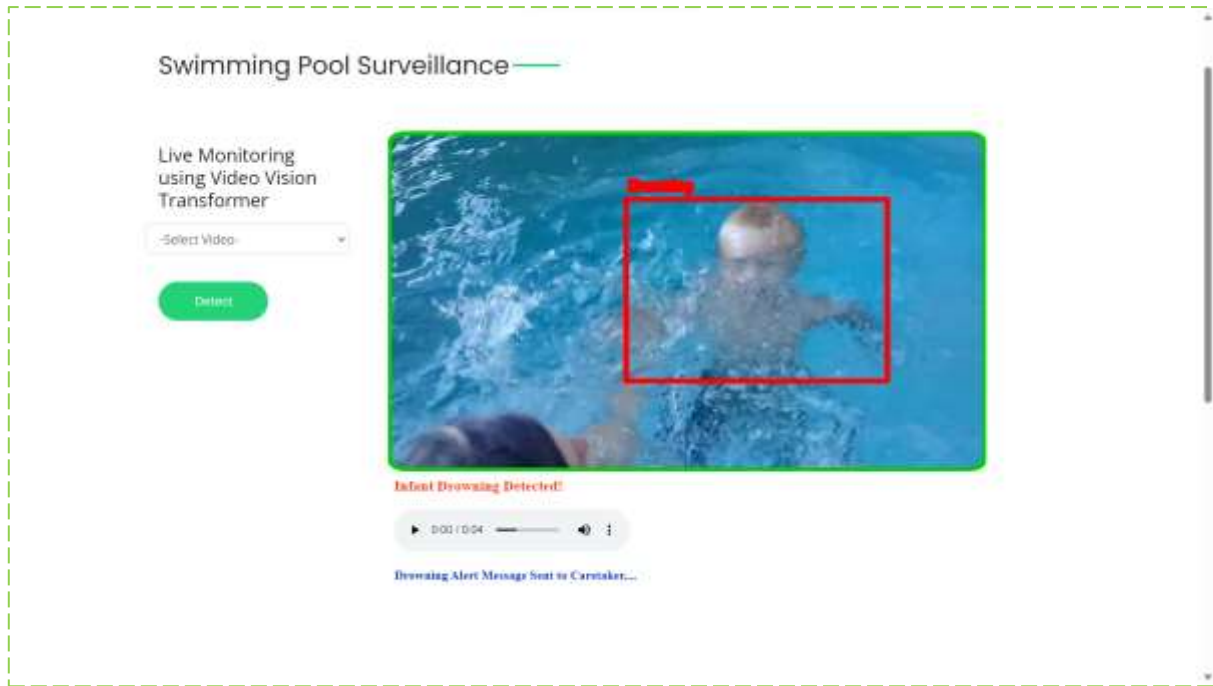 Swimming Pool Surveillance
Live Monitoring
using Video Vision
Transformer
-Select Video-
Detect
Drowning
Infant Drowning Detected!
0:00 / 0:04
Drowning Alert Message Sent to Caretaker....